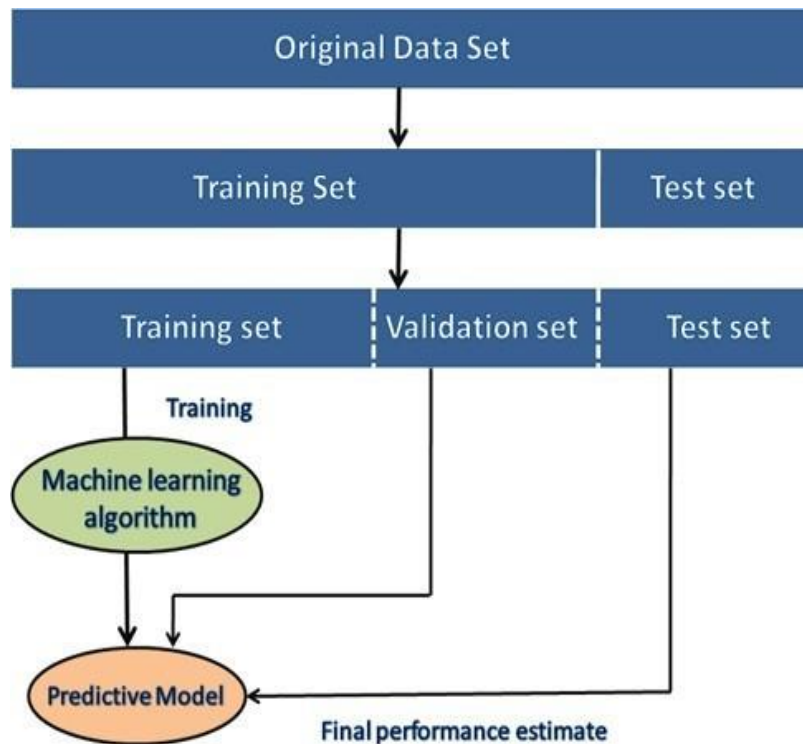 Original Data Set
Training Set
Test set
Training set
Validation set
Test set
Training
Machine learning
algorithm
Predictive Model
Final performance estimate